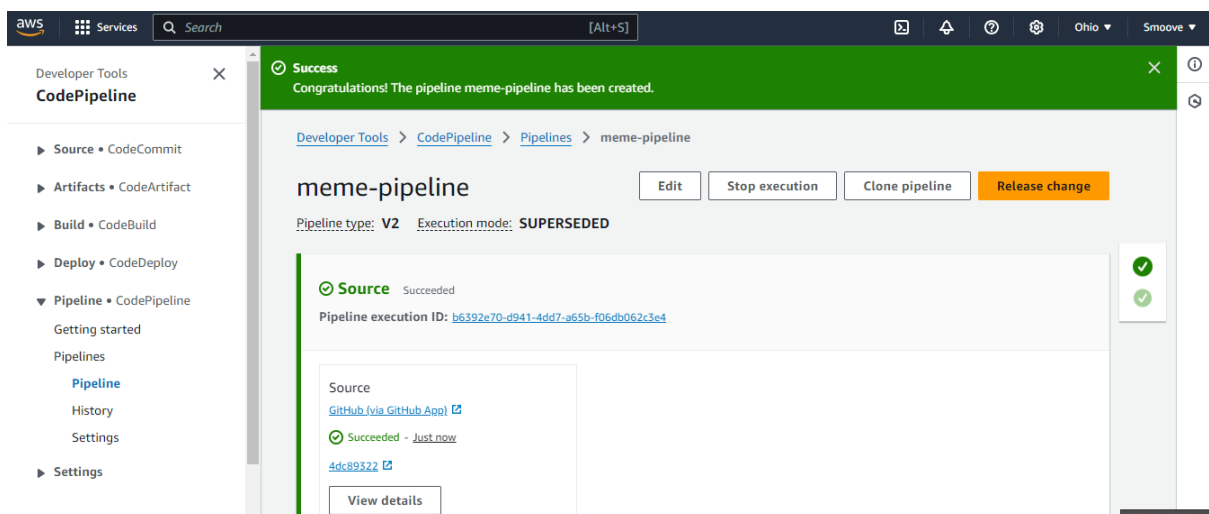 aws Services Search [Alt+S] Ohio Smoove
Developer Tools
CodePipeline
Source • CodeCommit
Artifacts • CodeArtifact
Build • CodeBuild
Deploy • CodeDeploy
Pipeline • CodePipeline
Getting started
Pipelines
Pipeline
History
Settings
Settings
Success
Congratulations! The pipeline meme-pipeline has been created.
Developer Tools > CodePipeline > Pipelines > meme-pipeline
meme-pipeline Edit Stop execution Clone pipeline Release change
Pipeline type: V2 Execution mode: SUPERSEDED
Source Succeeded
Pipeline execution ID: b6392e70-d941-4dd7-a65b-f06db062c3e4
Source
GitHub (via GitHub App)
Succeeded - Just now
4dc89322
View details